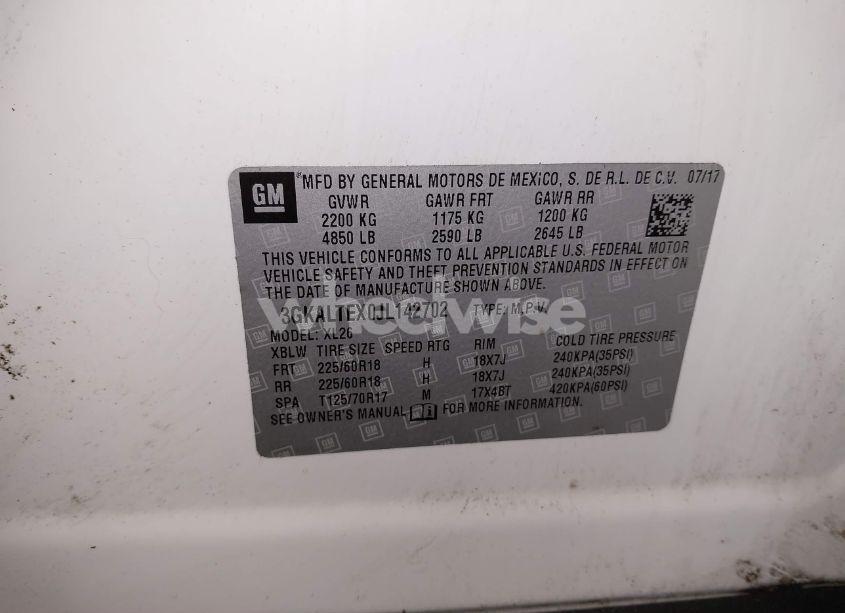 GM
® MFD BY GENERAL MOTORS DE MEXICO, S. DE R.L. DE C.V. 07/17
GVWR GAWR FRT GAWR RR
2200 KG 1175 KG 1200 KG
4850 LB 2590 LB 2645 LB
THIS VEHICLE CONFORMS TO ALL APPLICABLE U.S. FEDERAL MOTOR
VEHICLE SAFETY AND THEFT PREVENTION STANDARDS IN EFFECT ON
THE DATE OF MANUFACTURE SHOWN ABOVE.
wheelwise
3GKALTEX0JL142702 TYPE: M.P.V.
MODEL: XL26
XBLW TIRE SIZE SPEED RTG RIM COLD TIRE PRESSURE
FRT 225/60R18 H 18X7J 240KPA(35PSI)
RR 225/60R18 H 18X7J 240KPA(35PSI)
SPA T125/70R17 M 17X4BT 420KPA(60PSI)
SEE OWNER'S MANUAL FOR MORE INFORMATION.